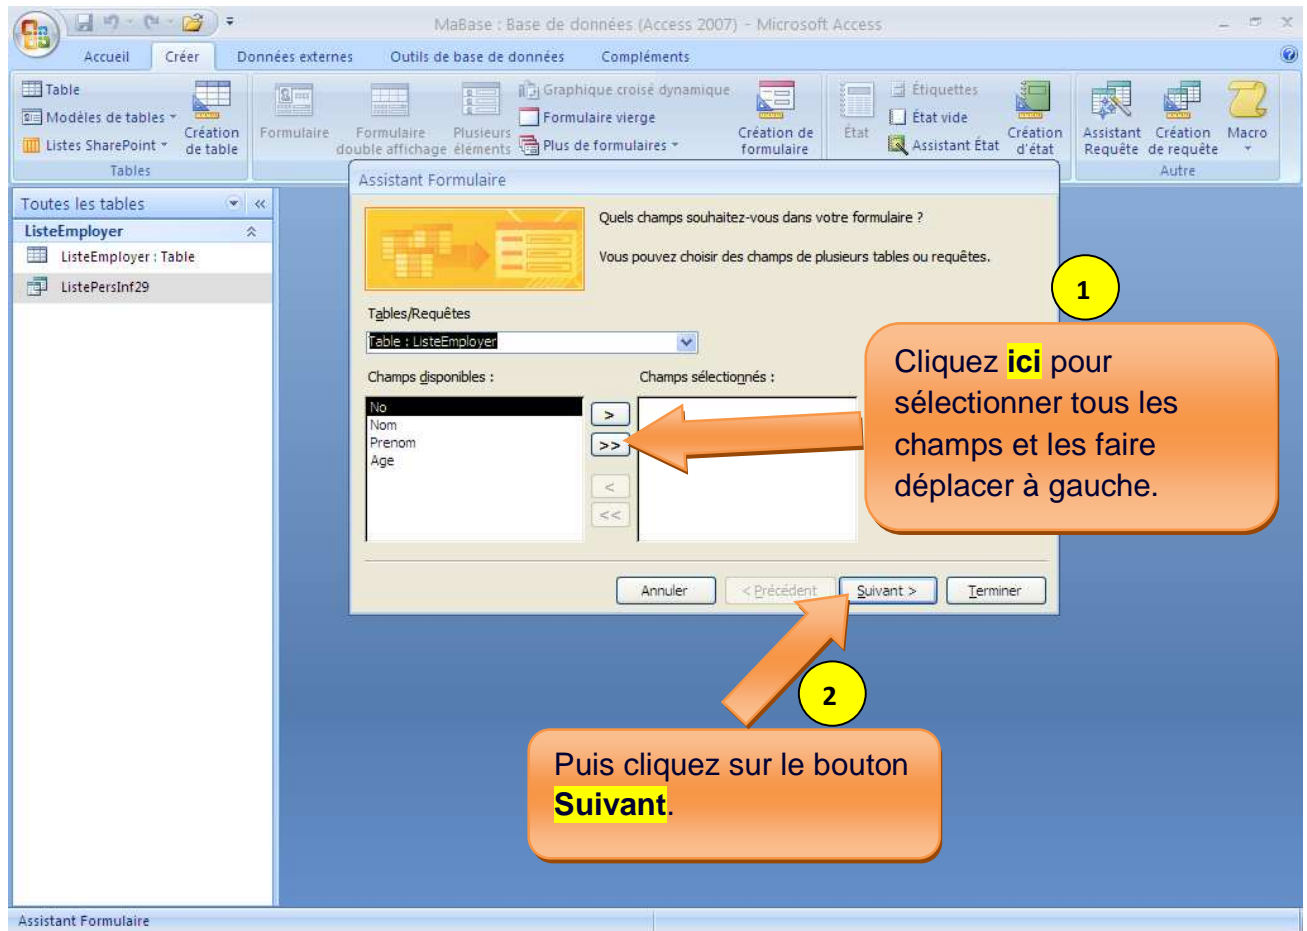 MaBase : Base de données (Access 2007) - Microsoft Access
Accueil Créer Données externes Outils de base de données Compléments
Table
Modèles de tables
Listes SharePoint
Création de table
Tables
Formulaire
Formulaire double affichage
Plusieurs éléments
Graphique croisé dynamique
Formulaire vierge
Plus de formulaires
Création de formulaire
État
Étiquettes
État vide
Assistant État
Création d'état
Assistant Requête
Création de requête
Macro
Autre
Toutes les tables «
ListeEmployer
ListeEmployer : Table
ListePersInf29
Assistant Formulaire
Quels champs souhaitez-vous dans votre formulaire ?
Vous pouvez choisir des champs de plusieurs tables ou requêtes.
Tables/Requêtes
Table : ListeEmployer
Champs disponibles :
Champs sélectionnés :
No
Nom
Prenom
Age
>
>>
<
<<
Annuler < Précédent Suivant > Terminer
1
Cliquez ici pour
sélectionner tous les
champs et les faire
déplacer à gauche.
2
Puis cliquez sur le bouton
Suivant.
Assistant Formulaire